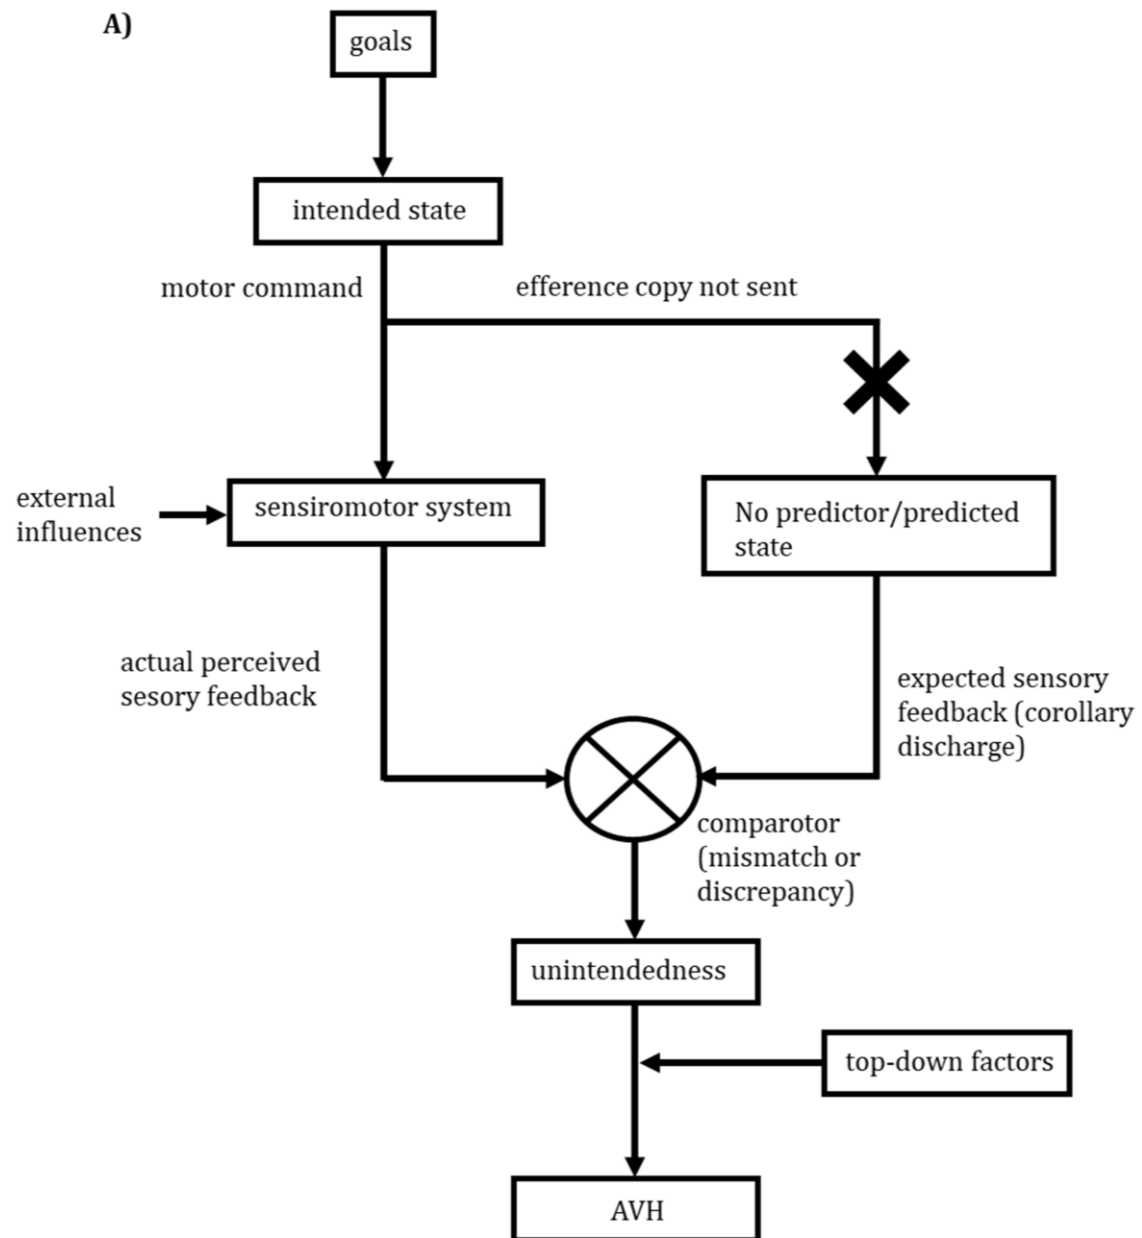 A)
goals
intended state
motor command
efference copy not sent
external
influences
sensiromotor system
No predictor/predicted
state
actual perceived
sesory feedback
expected sensory
feedback (corollary
discharge)
comparotor
(mismatch or
discrepancy)
unintendedness
top-down factors
AVH